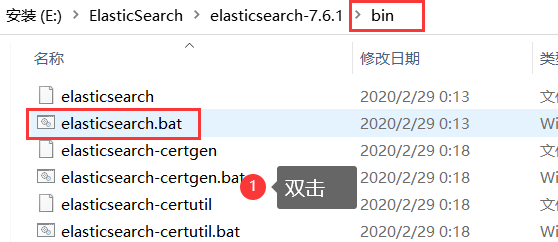 安装 (E:) > ElasticSearch > elasticsearch-7.6.1 > bin
名称 修改日期 类
elasticsearch 2020/2/29 0:13 文
elasticsearch.bat 2020/2/29 0:13 Wi
elasticsearch-certgen 2020/2/29 0:18 文
elasticsearch-certgen.bat 2020/2/29 0:18 Wi
1 双击
elasticsearch-certutil 2020/2/29 0:18 文
elasticsearch-certutil.bat 2020/2/29 0:18 Wi